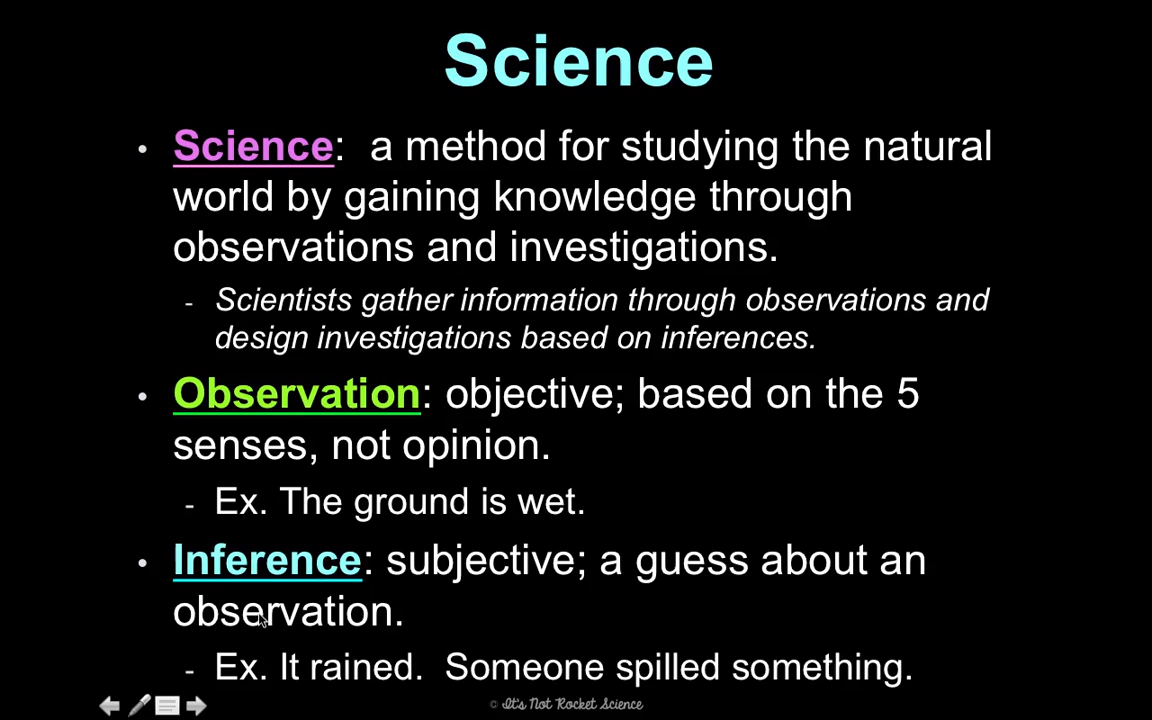 Science
• Science:  a method for studying the natural
world by gaining knowledge through
observations and investigations.
- Scientists gather information through observations and
design investigations based on inferences.
• Observation: objective; based on the 5
senses, not opinion.
- Ex. The ground is wet.
• Inference: subjective; a guess about an
observation.
- Ex. It rained.  Someone spilled something.
© It's Not Rocket Science